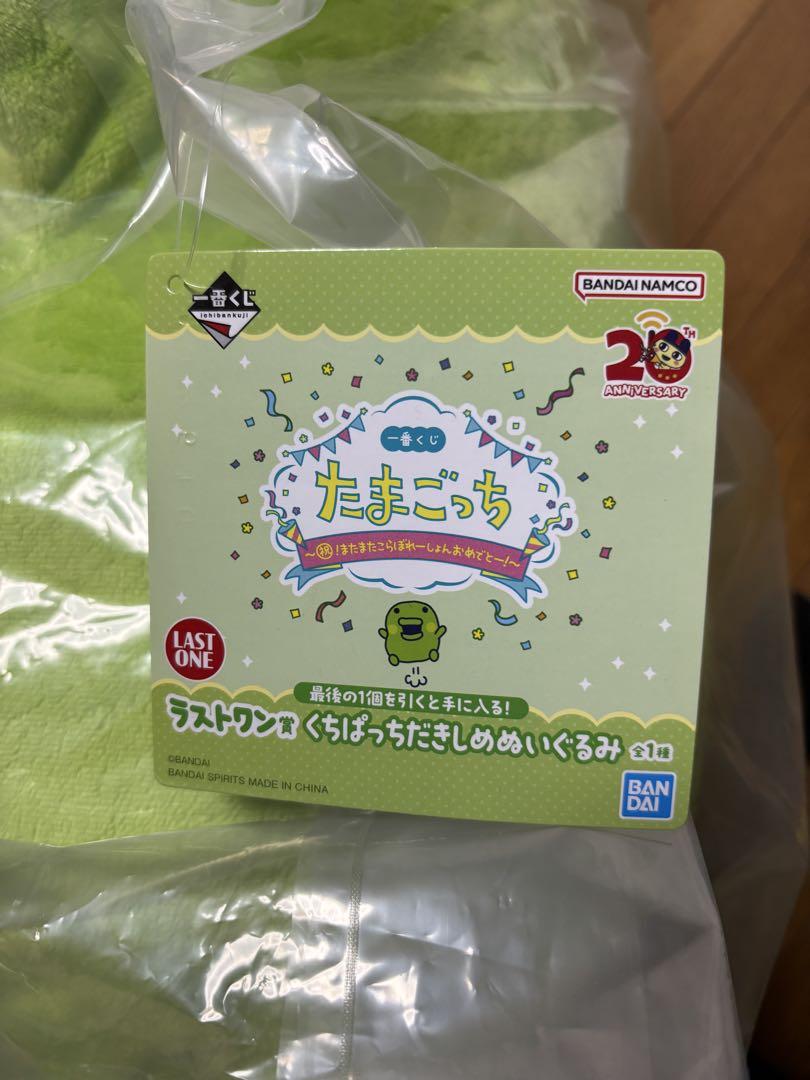 一番くじ
ichibankuji
BANDAI NAMCO
20TH
ANNIVERSARY
一番くじ
たまごっち
～祝!またまたこらぼれーしょんおめでとー!～
LAST
ONE
最後の1個を引くと手に入る!
ラストワン賞 くちぱっちだきしめぬいぐるみ 全1種
©BANDAI
BANDAI SPIRITS MADE IN CHINA
BAN
DAI